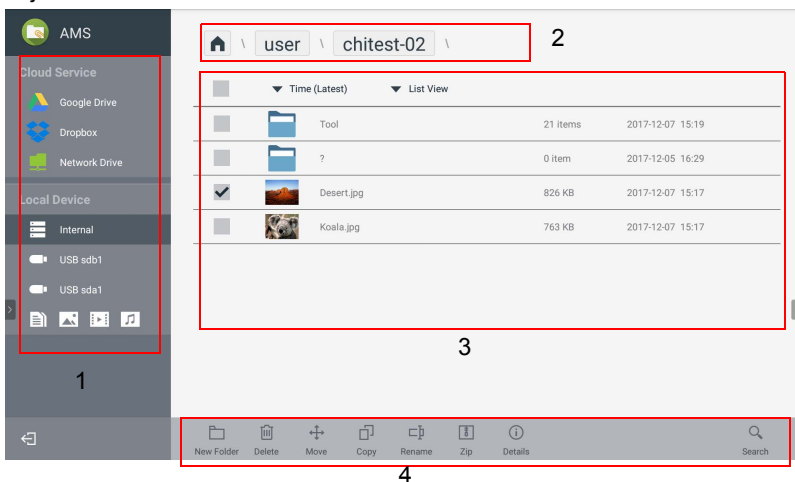 AMS
Cloud Service
Google Drive
Dropbox
Network Drive
Local Device
Internal
USB sdb1
USB sda1
1
\ user \ chitest-02 \
2
Time (Latest) List View
Tool 21 items 2017-12-07 15:19
? 0 item 2017-12-05 16:29
Desert.jpg 826 KB 2017-12-07 15:17
Koala.jpg 763 KB 2017-12-07 15:17
3
New Folder Delete Move Copy Rename Zip Details Search
4